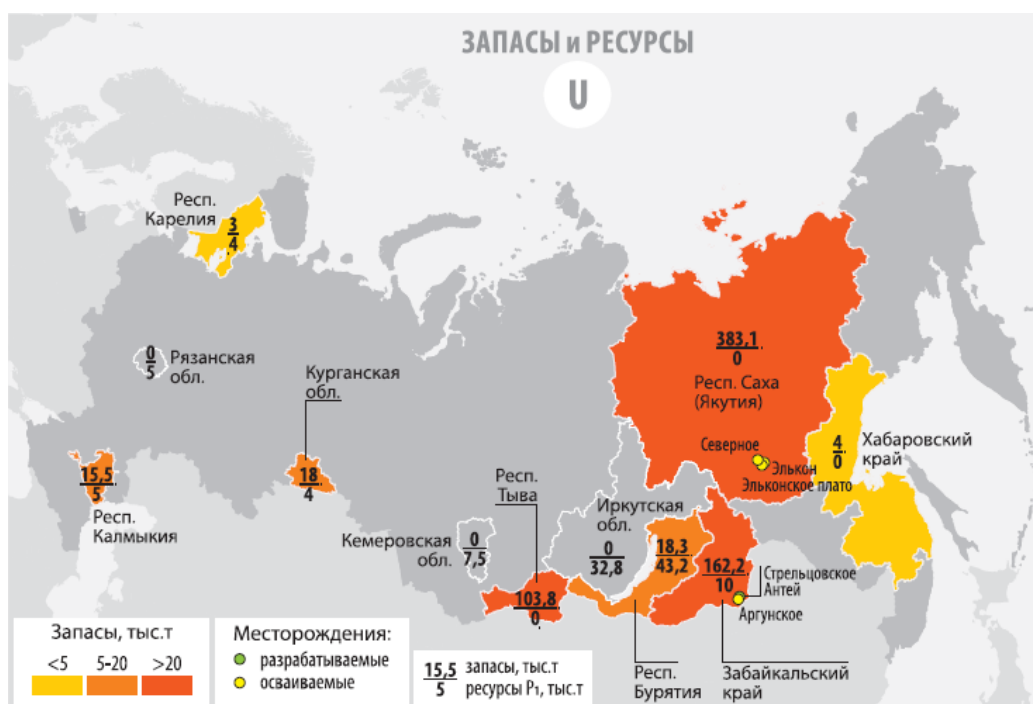 ЗАПАСЫ и РЕСУРСЫ
U
Респ.
Карелия
3
4
0
5
Рязанская
обл.
Курганская
обл.
18
4
15,5
5
Респ.
Калмыкия
Кемеровская
обл.
0
7,5
Респ.
Тыва
103,8
0
Иркутская
обл.
0
32,8
18,3
43,2
162,2
10
383,1
0
Респ. Саха
(Якутия)
Северное
Элькон
Эльконское плато
4
0
Хабаровский
край
Стрельцовское
Антей
Аргунское
Респ.
Бурятия
Забайкальский
край
Запасы, тыс.т
<5 5-20 >20
Месторождения:
разрабатываемые
осваиваемые
15,5 запасы, тыс.т
5 ресурсы P₁, тыс.т